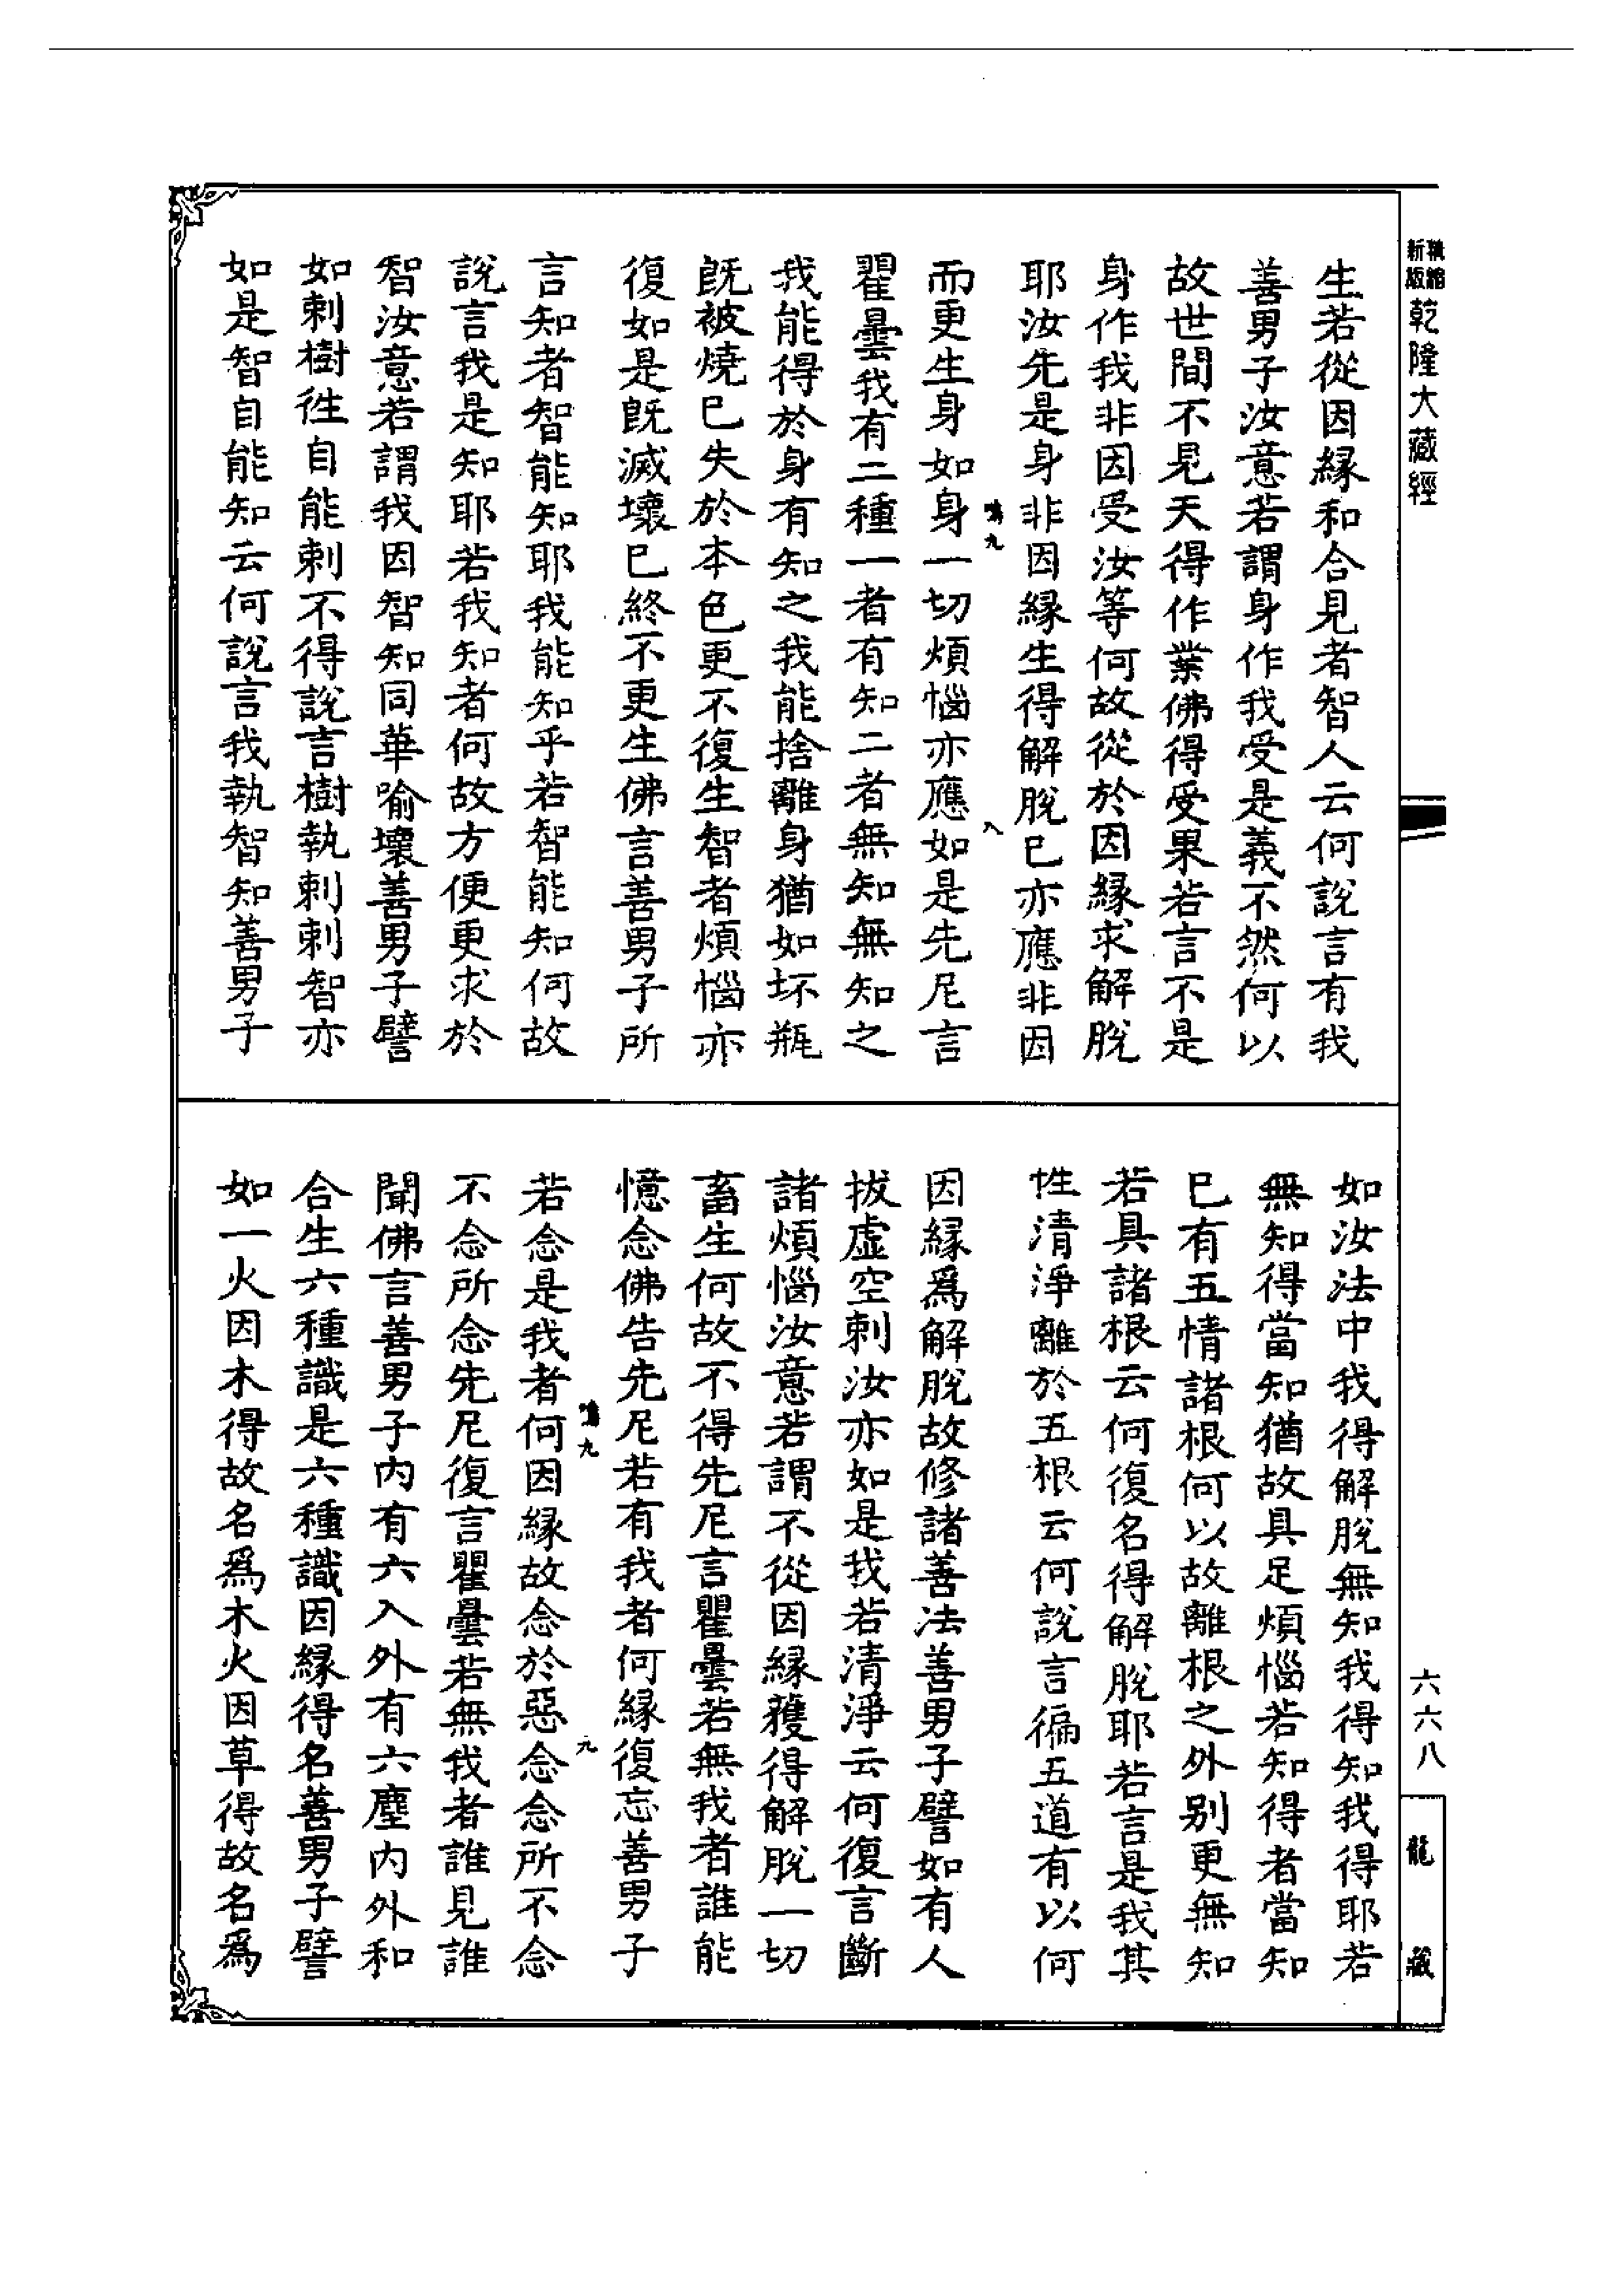 精縮新版乾隆大藏經
生若從因緣和合見者智人云何說言有我
善男子汝意若謂身作我受是義不然何以
故世間不見天得作業佛得受果若言不是
身作我非因受汝等何故從於因緣求解脫
耶汝先是身非因緣生得解脫已亦應非因
而更生身如身一切煩惱亦應如是先尼言
瞿曇我有二種一者有知二者無知無知之
我能得於身有知之我能捨離身猶如坏瓶
既被燒已失於本色更不復生智者煩惱亦
復如是既滅壞已終不更生佛言善男子所
言知者智能知耶我能知乎若智能知何故
說言我是知耶若我知者何故方便更求於
智汝意若謂我因智知同華喻壞善男子譬
如刺樹性自能刺不得說言樹執刺刺智亦
如是智自能知云何說言我執智知善男子
如汝法中我得解脫無知我得知我得耶若
無知得當知猶故具足煩惱若知得者當知
已有五情諸根何以故離根之外別更無知
若具諸根云何復名得解脫耶若言是我其
性清淨離於五根云何說言徧五道有以何
因緣爲解脫故修諸善法善男子譬如有人
拔虛空刺汝亦如是我若清淨云何復言斷
諸煩惱汝意若謂不從因緣獲得解脫一切
畜生何故不得先尼言瞿曇若無我者誰能
憶念佛告先尼若有我者何緣復忘善男子
若念是我者何因緣故念於惡念念所不念
不念所念先尼復言瞿曇若無我者誰見誰
聞佛言善男子內有六入外有六塵內外和
合生六種識是六種識因緣得名善男子譬
如一火因木得故名爲木火因草得故名爲
六六八
龍藏